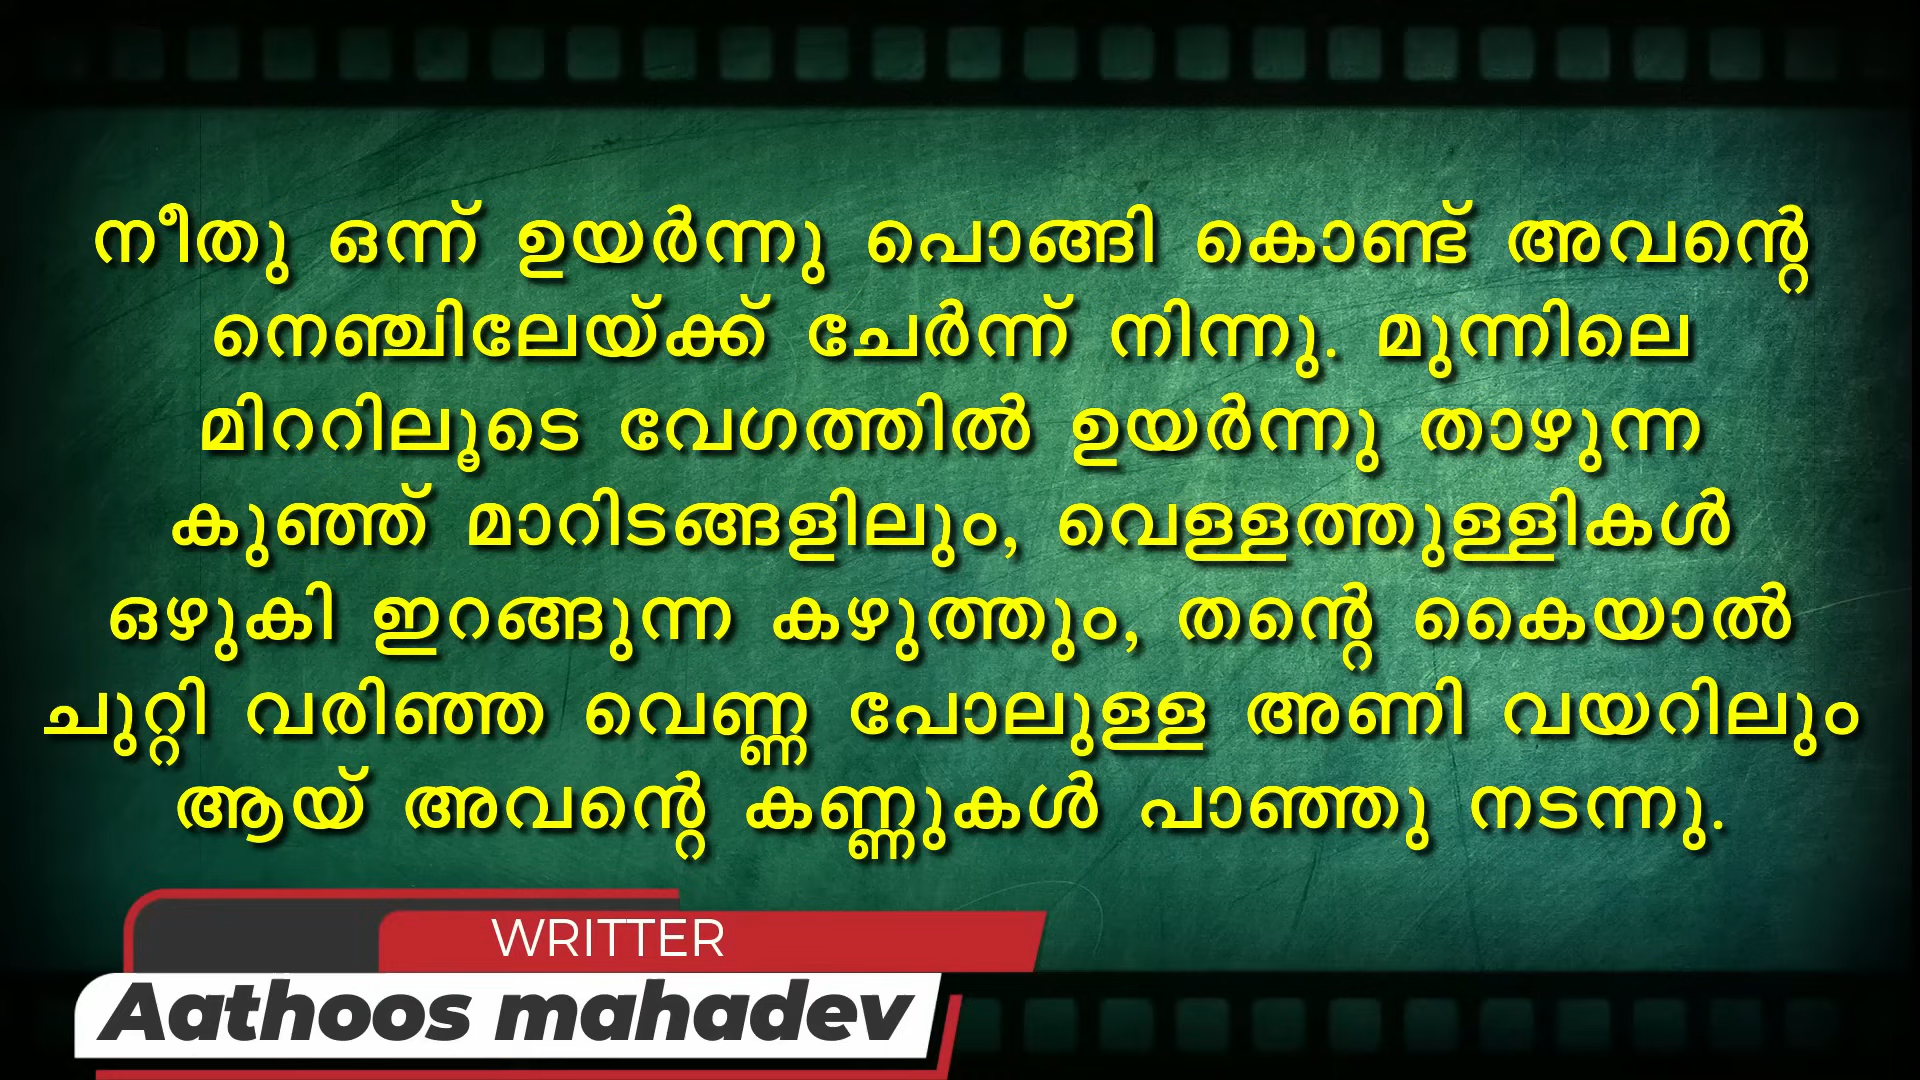 നീതു ഒന്ന് ഉയർന്നു പൊങ്ങി കൊണ്ട് അവന്റെ
നെഞ്ചിലേയ്ക്ക് ചേർന്ന് നിന്നു. മുന്നിലെ
മിററിലൂടെ വേഗത്തിൽ ഉയർന്നു താഴുന്ന
കുഞ്ഞ് മാറിടങ്ങളിലും, വെള്ളത്തുള്ളികൾ
ഒഴുകി ഇറങ്ങുന്ന കഴുത്തും, തന്റെ കൈയാൽ
ചുറ്റി വരിഞ്ഞ വെണ്ണ പോലുള്ള അണി വയറിലും
ആയ് അവന്റെ കണ്ണുകൾ പാഞ്ഞു നടന്നു.
WRITTER
Aathoos mahadev